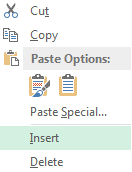 Cut
Copy
Paste Options:
Paste Special...
Insert
Delete